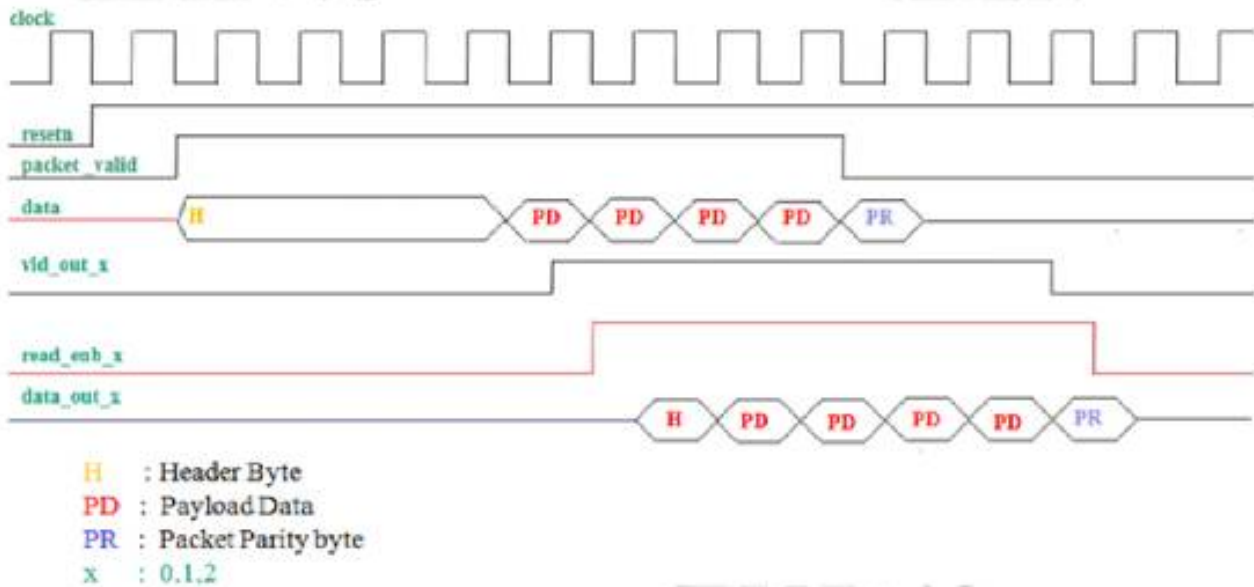 clock
resetn
packet_valid
data
H PD PD PD PD PR
vld_out_x
read_enb_x
data_out_x
H PD PD PD PD PR
H : Header Byte
PD : Payload Data
PR : Packet Parity byte
x : 0,1,2